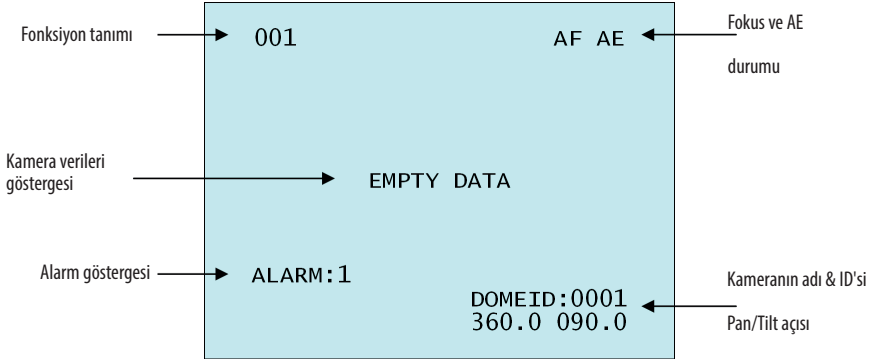 Fonksiyon tanımı
001
AF AE
Fokus ve AE
durumu
Kamera verileri
göstergesi
EMPTY DATA
Alarm göstergesi
ALARM:1
DOMEID:0001
360.0 090.0
Kameranın adı & ID'si
Pan/Tilt açısı